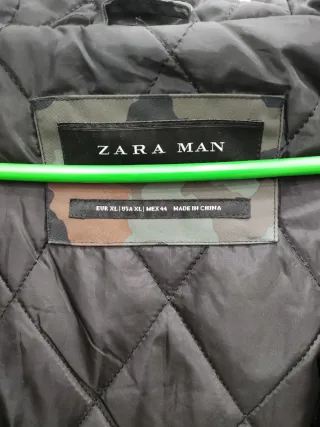 ZARA MAN
EUR XL | USA XL | MEX 44 MADE IN CHINA